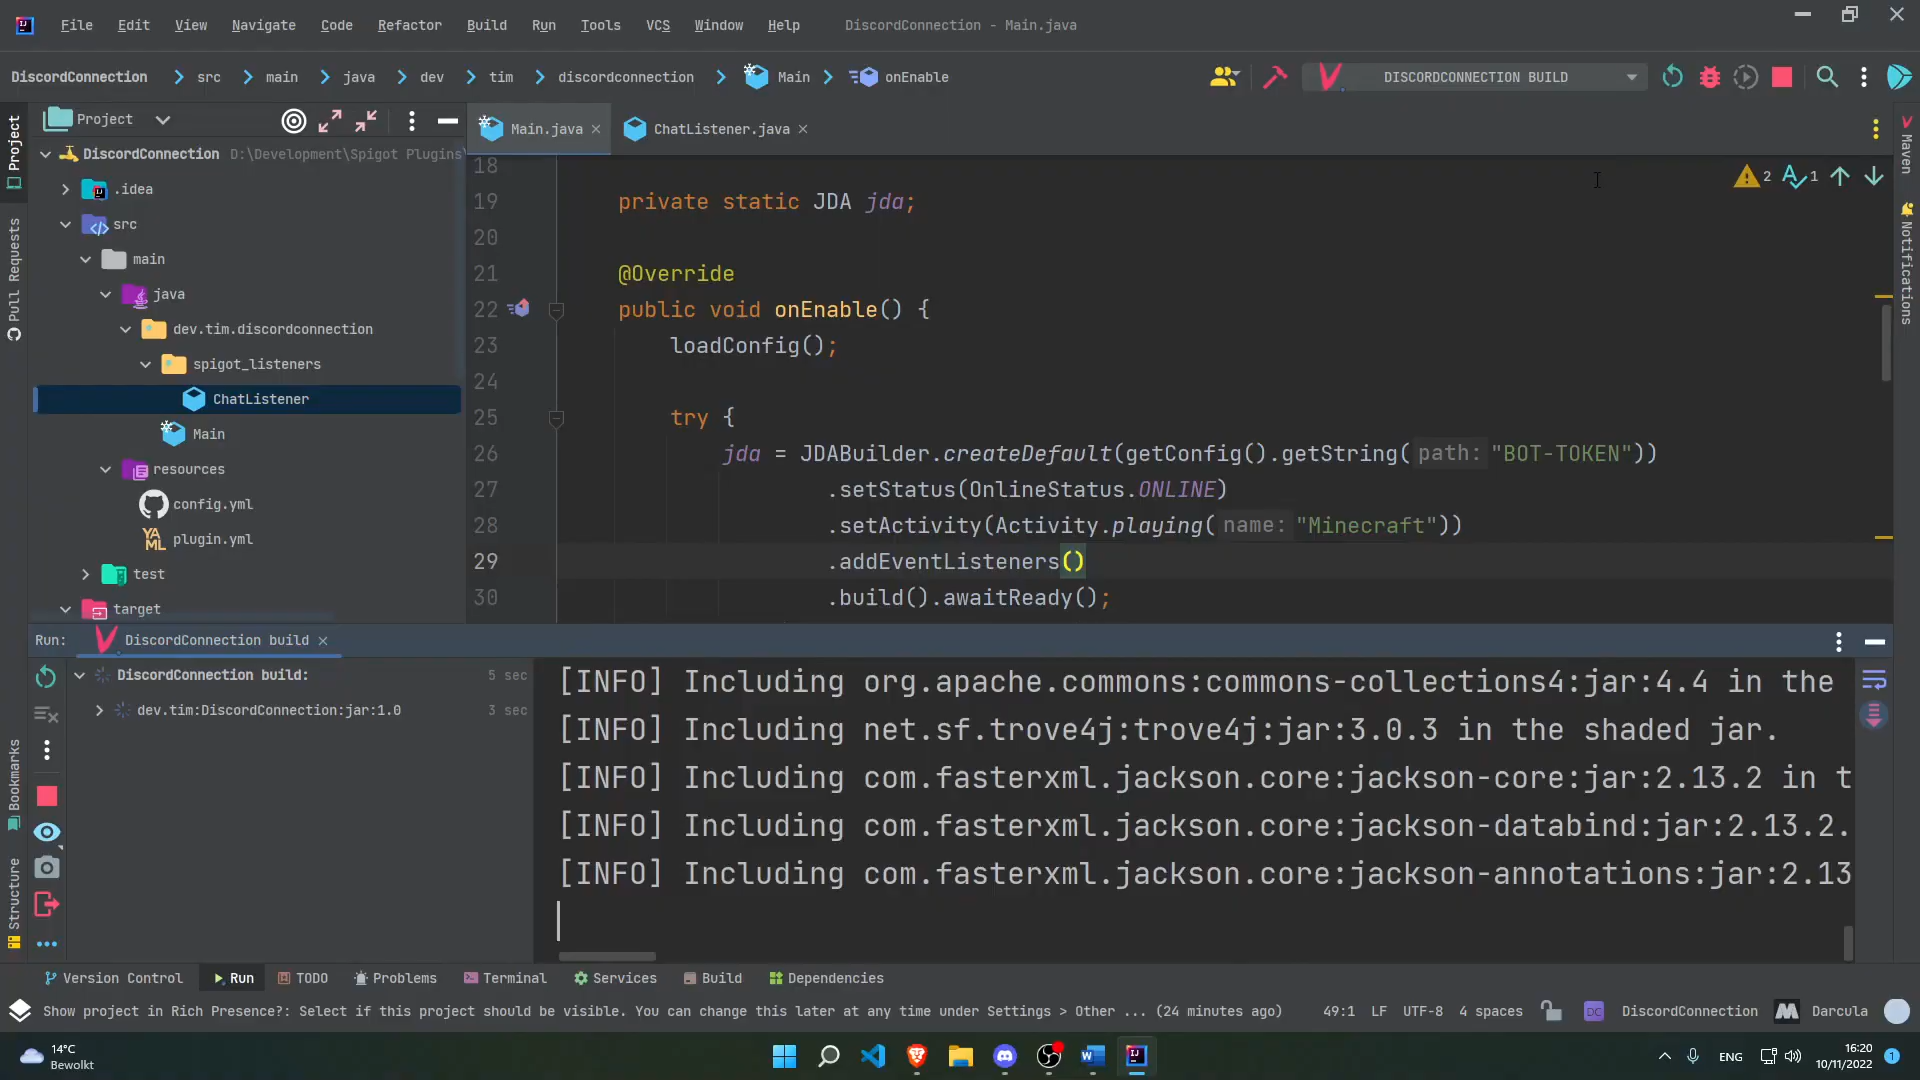 File Edit View Navigate Code Refactor Build Run Tools VCS Window Help DiscordConnection - Main.java
DiscordConnection src main java dev tim discordconnection Main onEnable DISCORDCONNECTION BUILD
Project
Main.java
ChatListener.java
Project
Pull Requests
Bookmarks
Structure
Maven
Notifications
DiscordConnection D:\Development\Spigot Plugins\
.idea
src
main
java
dev.tim.discordconnection
spigot_listeners
ChatListener
Main
resources
config.yml
plugin.yml
test
target
2 1
18
19 private static JDA jda;
20
21 @Override
22 public void onEnable() {
23 loadConfig();
24
25 try {
26 jda = JDABuilder.createDefault(getConfig().getString( path: "BOT-TOKEN"))
27 .setStatus(OnlineStatus.ONLINE)
28 .setActivity(Activity.playing( name: "Minecraft"))
29 .addEventListeners()
30 .build().awaitReady();
Run: DiscordConnection build
DiscordConnection build: 5 sec
dev.tim:DiscordConnection:jar:1.0 3 sec
[INFO] Including org.apache.commons:commons-collections4:jar:4.4 in the
[INFO] Including net.sf.trove4j:trove4j:jar:3.0.3 in the shaded jar.
[INFO] Including com.fasterxml.jackson.core:jackson-core:jar:2.13.2 in t
[INFO] Including com.fasterxml.jackson.core:jackson-databind:jar:2.13.2.
[INFO] Including com.fasterxml.jackson.core:jackson-annotations:jar:2.13
Version Control Run TODO Problems Terminal Services Build Dependencies
Show project in Rich Presence?: Select if this project should be visible. You can change this later at any time under Settings > Other ... (24 minutes ago) 49:1 LF UTF-8 4 spaces DC DiscordConnection Darcula
14°C
Bewolkt
ENG
16:20
10/11/2022
1